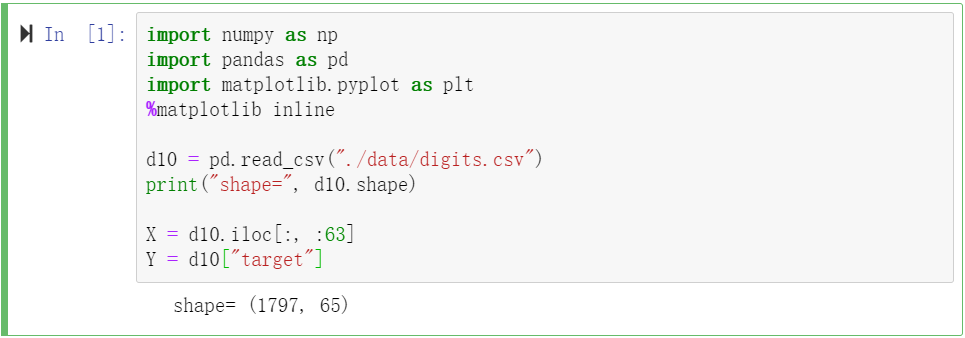 In [1]:
import numpy as np
import pandas as pd
import matplotlib.pyplot as plt
%matplotlib inline
d10 = pd.read_csv("./data/digits.csv")
print("shape=", d10.shape)
X = d10.iloc[:, :63]
Y = d10["target"]
shape= (1797, 65)